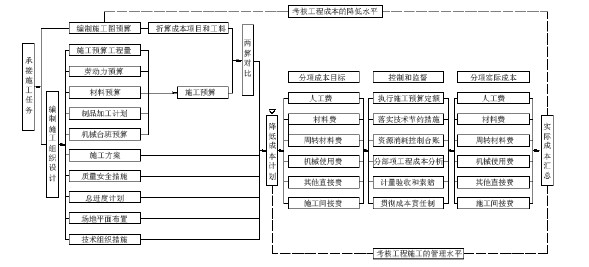 考核工程成本的降低水平
编制施工图预算
折算成本项目和工料
承接施工任务
两算对比
施工预算工程量
劳动力预算
材料预算
制品加工计划
机械台班预算
施工方案
质量安全措施
总进度计划
场地平面布置
技术组织措施
编制施工组织设计
施工预算
降低成本计划
分项成本目标
人工费
材料费
周转材料费
机械使用费
其他直接费
施工间接费
控制和监督
执行施工预算定额
落实技术节约措施
资源消耗控制台账
分部项工程成本分析
计量验收和索赔
贯彻成本责任制
分项实际成本
人工费
材料费
周转材料费
机械使用费
其他直接费
施工间接费
实际成本汇总
考核工程施工的管理水平